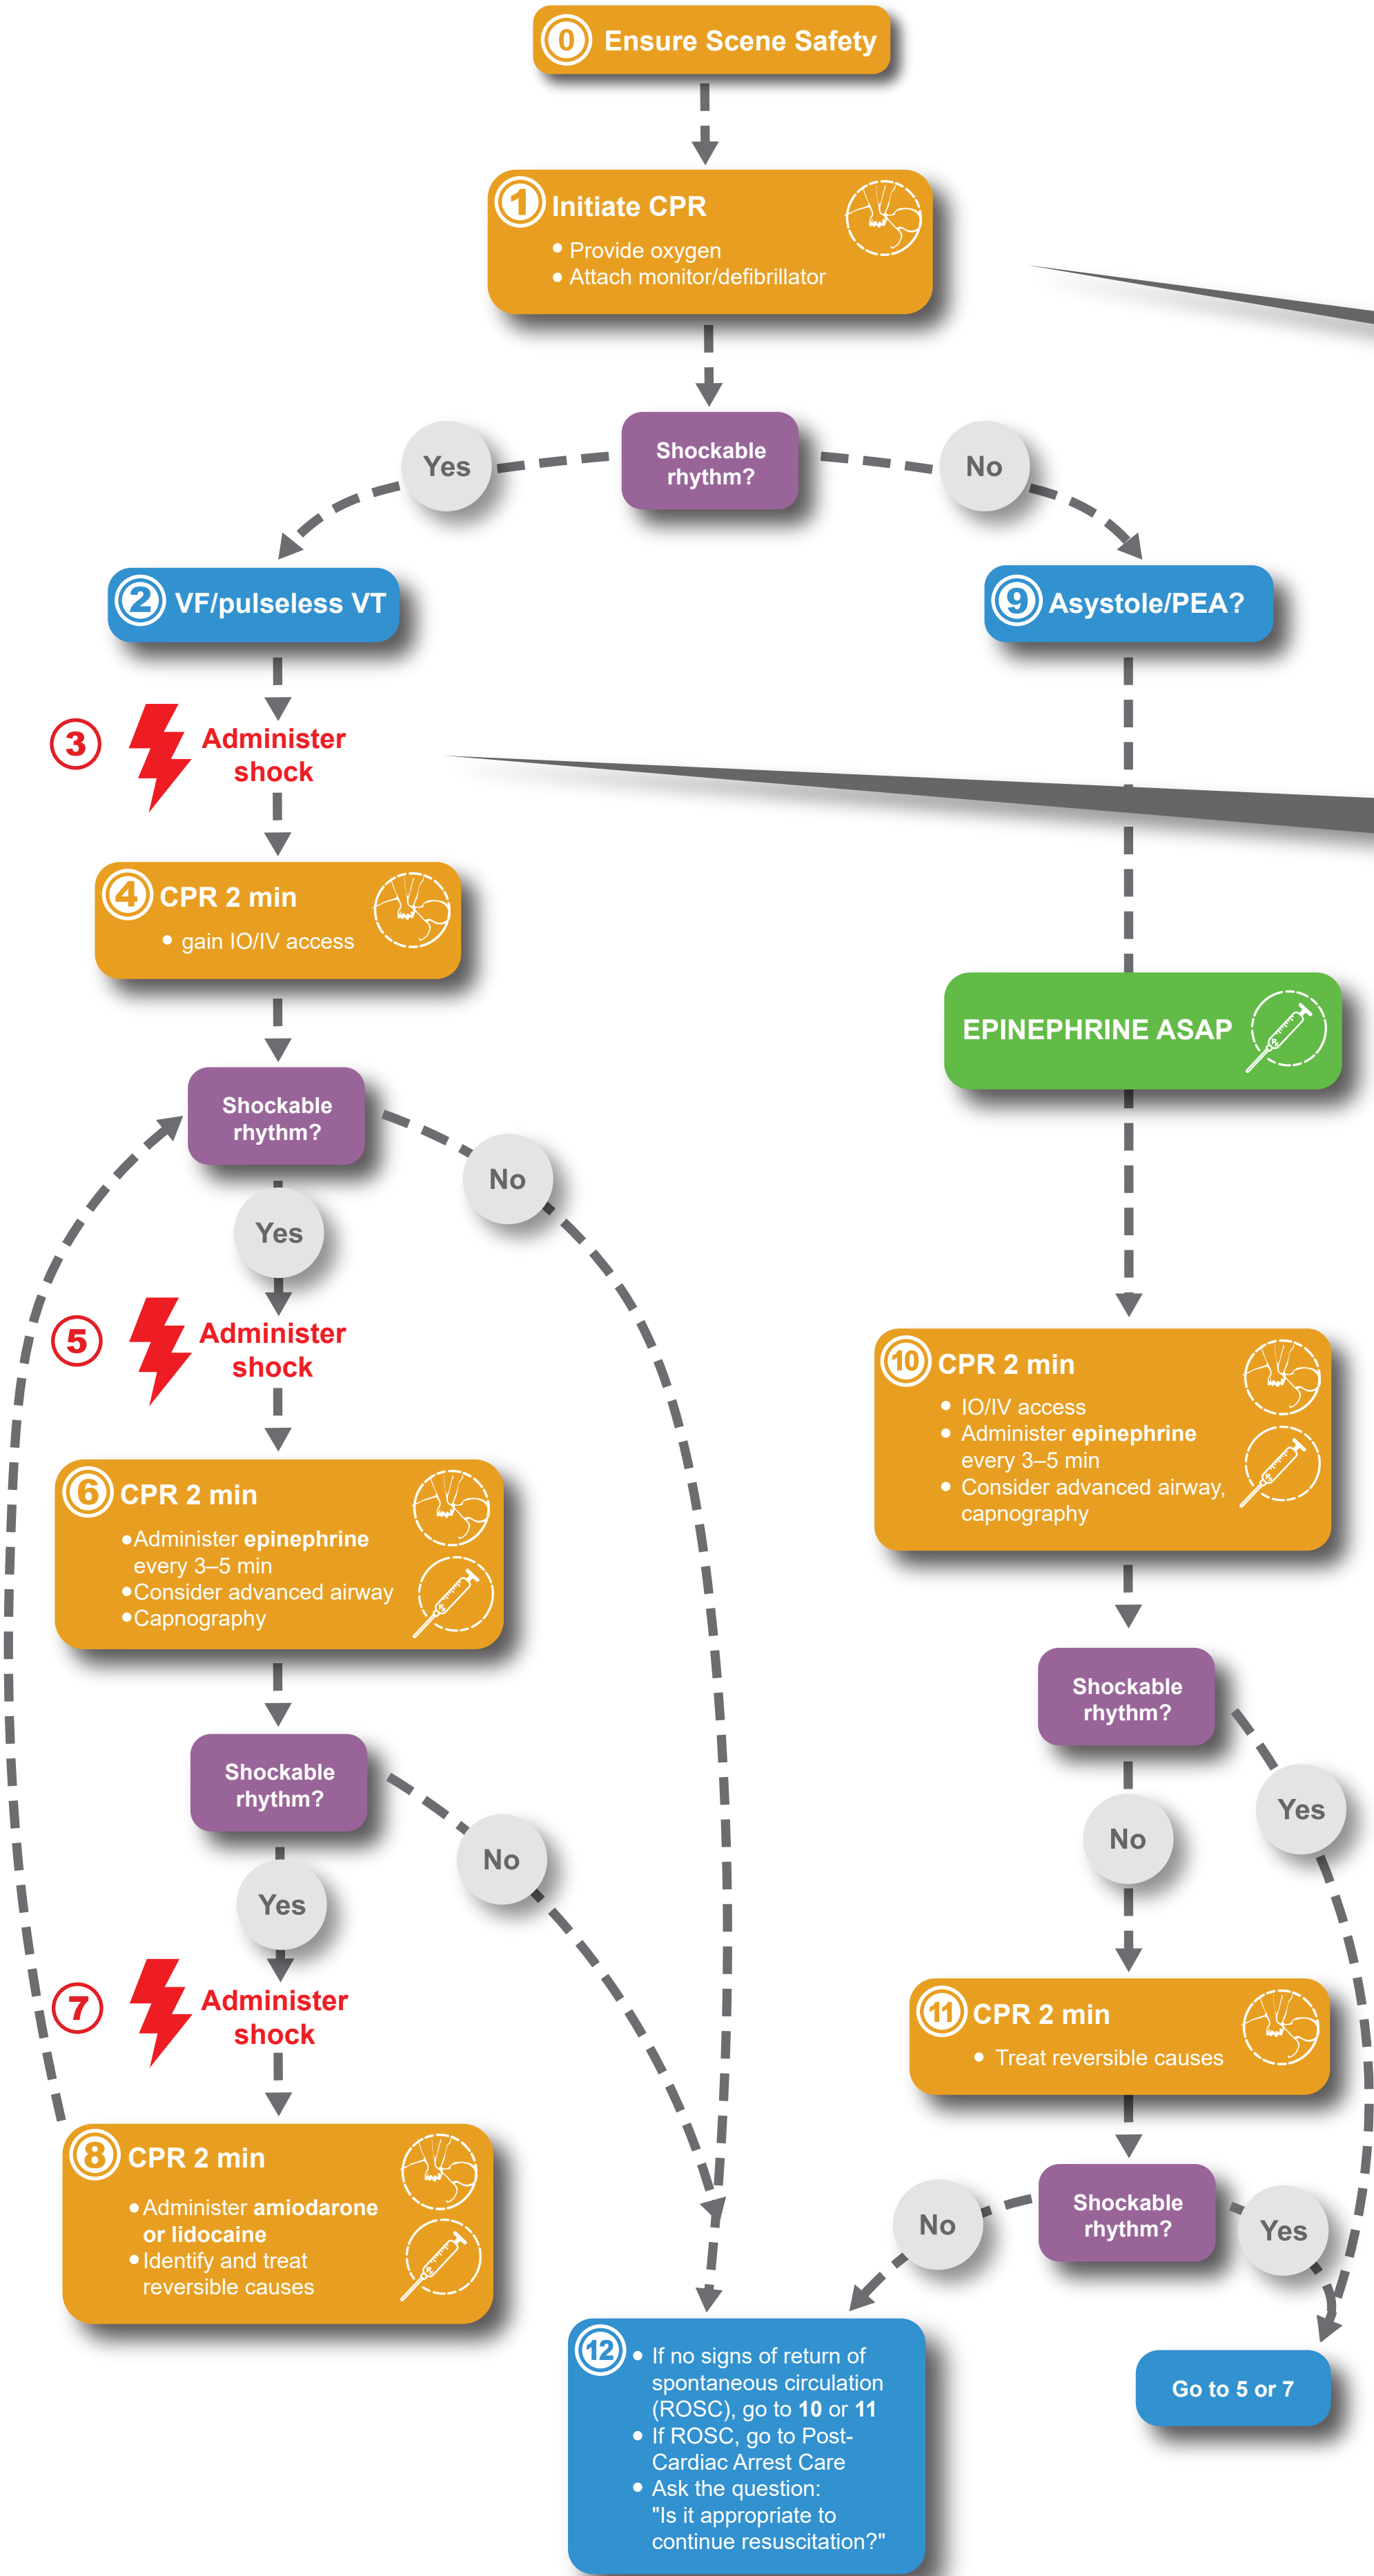 0 Ensure Scene Safety
1 Initiate CPR
• Provide oxygen
• Attach monitor/defibrillator
Shockable
rhythm?
Yes
No
2 VF/pulseless VT
9 Asystole/PEA?
3 Administer
shock
4 CPR 2 min
• gain IO/IV access
EPINEPHRINE ASAP
Shockable
rhythm?
No
Yes
5 Administer
shock
10 CPR 2 min
• IO/IV access
• Administer epinephrine
every 3–5 min
• Consider advanced airway,
capnography
6 CPR 2 min
• Administer epinephrine
every 3–5 min
• Consider advanced airway
• Capnography
Shockable
rhythm?
Shockable
rhythm?
Yes
No
No
Yes
7 Administer
shock
11 CPR 2 min
• Treat reversible causes
8 CPR 2 min
• Administer amiodarone
or lidocaine
• Identify and treat
reversible causes
Shockable
rhythm?
No
Yes
12 • If no signs of return of
spontaneous circulation
(ROSC), go to 10 or 11
• If ROSC, go to Post-
Cardiac Arrest Care
• Ask the question:
"Is it appropriate to
continue resuscitation?"
Go to 5 or 7